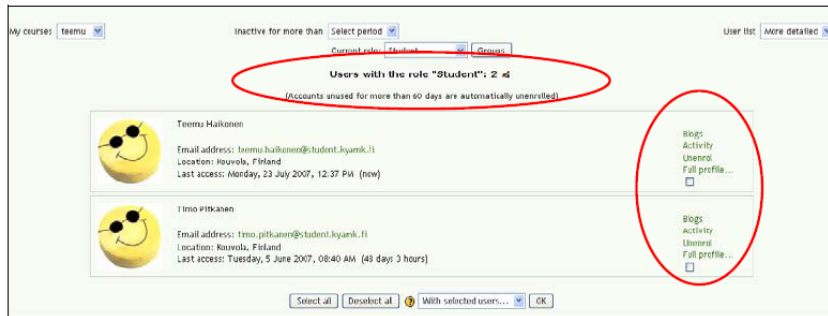 My courses teemu Inactive for more than Select period User list More detailed
Current role: Student Groups
Users with the role "Student": 2
(Accounts unused for more than 60 days are automatically unenrolled)
Teemu Haikonen
Email address: teemu.haikonen@student.kyamk.fi
Location: Kouvola, Finland
Last access: Monday, 23 July 2007, 12:37 PM (now)
Blogs
Activity
Unenrol
Full profile...
Timo Pitkanen
Email address: timo.pitkanen@student.kyamk.fi
Location: Kouvola, Finland
Last access: Tuesday, 5 June 2007, 08:40 AM (48 days 3 hours)
Blogs
Activity
Unenrol
Full profile...
Select all Deselect all ? With selected users... OK